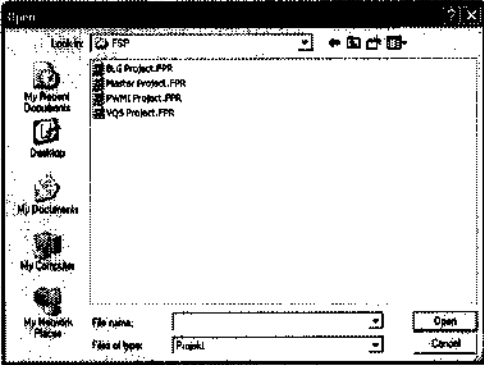 Open
Look in: FSP
BLG Project.FPR
Master Project.FPR
PWMI Project.FPR
VQS Project.FPR
My Recent
Documents
Desktop
My Documents
My Computer
My Network
Places
File name:
Open
Files of type: Projekt
Cancel